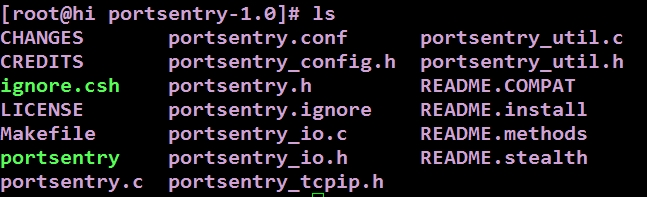 [root@hi portsentry-1.0]# ls
CHANGES portsentry.conf portsentry_util.c
CREDITS portsentry_config.h portsentry_util.h
ignore.csh portsentry.h README.COMPAT
LICENSE portsentry.ignore README.install
Makefile portsentry_io.c README.methods
portsentry portsentry_io.h README.stealth
portsentry.c portsentry_tcpip.h